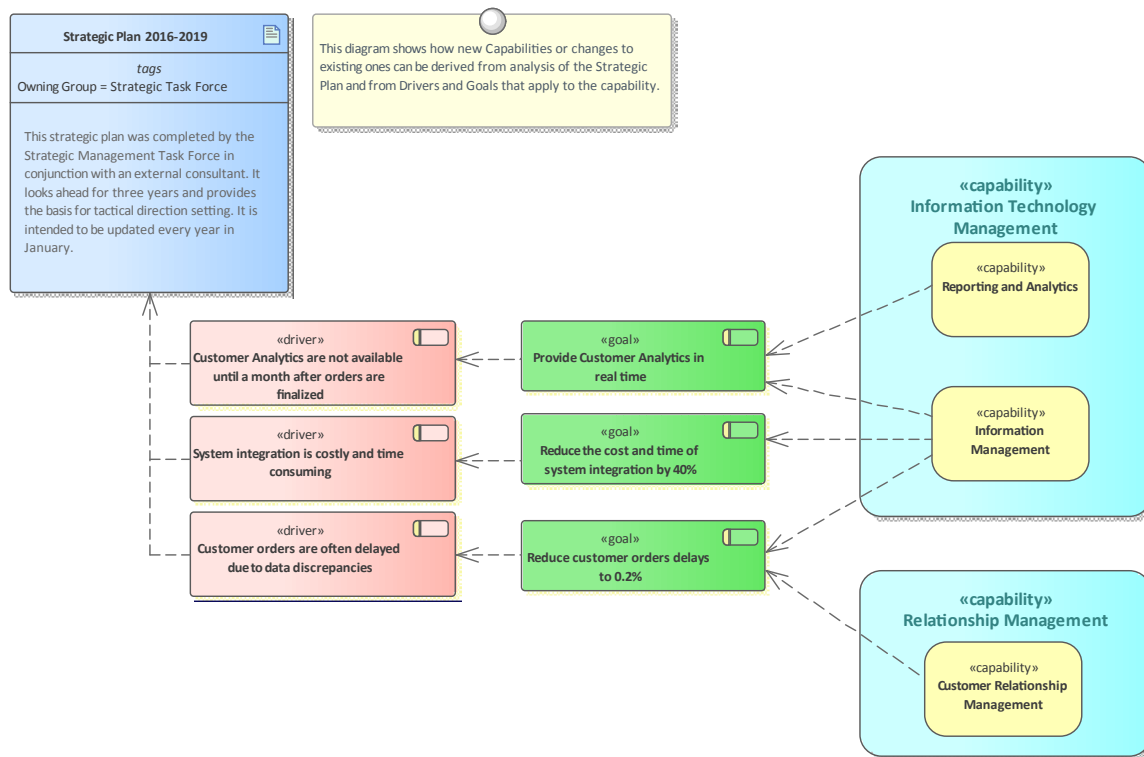 Strategic Plan 2016-2019
tags
Owning Group = Strategic Task Force
This strategic plan was completed by the
Strategic Management Task Force in
conjunction with an external consultant. It
looks ahead for three years and provides
the basis for tactical direction setting. It is
intended to be updated every year in
January.
This diagram shows how new Capabilities or changes to
existing ones can be derived from analysis of the Strategic
Plan and from Drivers and Goals that apply to the capability.
«driver»
Customer Analytics are not available
until a month after orders are
finalized
«driver»
System integration is costly and time
consuming
«driver»
Customer orders are often delayed
due to data discrepancies
«goal»
Provide Customer Analytics in
real time
«goal»
Reduce the cost and time of
system integration by 40%
«goal»
Reduce customer orders delays
to 0.2%
«capability»
Information Technology
Management
«capability»
Reporting and Analytics
«capability»
Information
Management
«capability»
Relationship Management
«capability»
Customer Relationship
Management